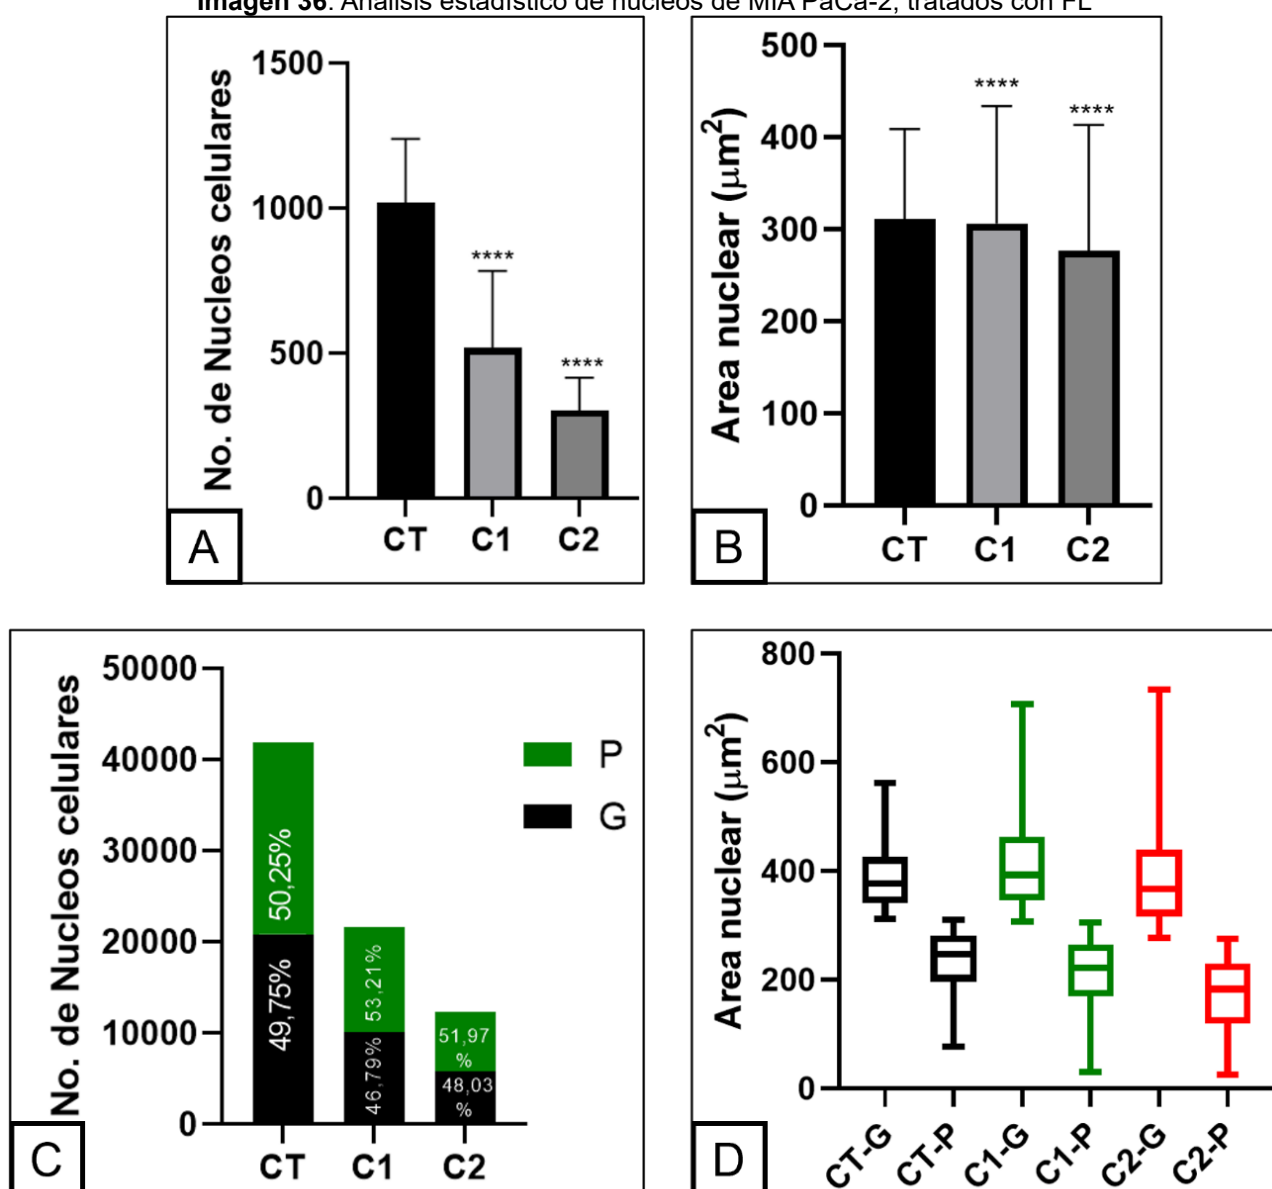 Imagen 36. Análisis estadístico de núcleos de MIA PaCa-2, tratados con FL
No. de Nucleos celulares
1500
1000
500
0
****
****
CT C1 C2
A
Area nuclear (μm²)
500
400
300
200
100
0
****
****
CT C1 C2
B
No. de Nucleos celulares
50000
40000
30000
20000
10000
0
50,25%
49,75%
53,21%
46,79%
51,97
%
48,03
%
P
G
CT C1 C2
C
Area nuclear (μm²)
800
600
400
200
0
CT-G CT-P C1-G C1-P C2-G C2-P
D